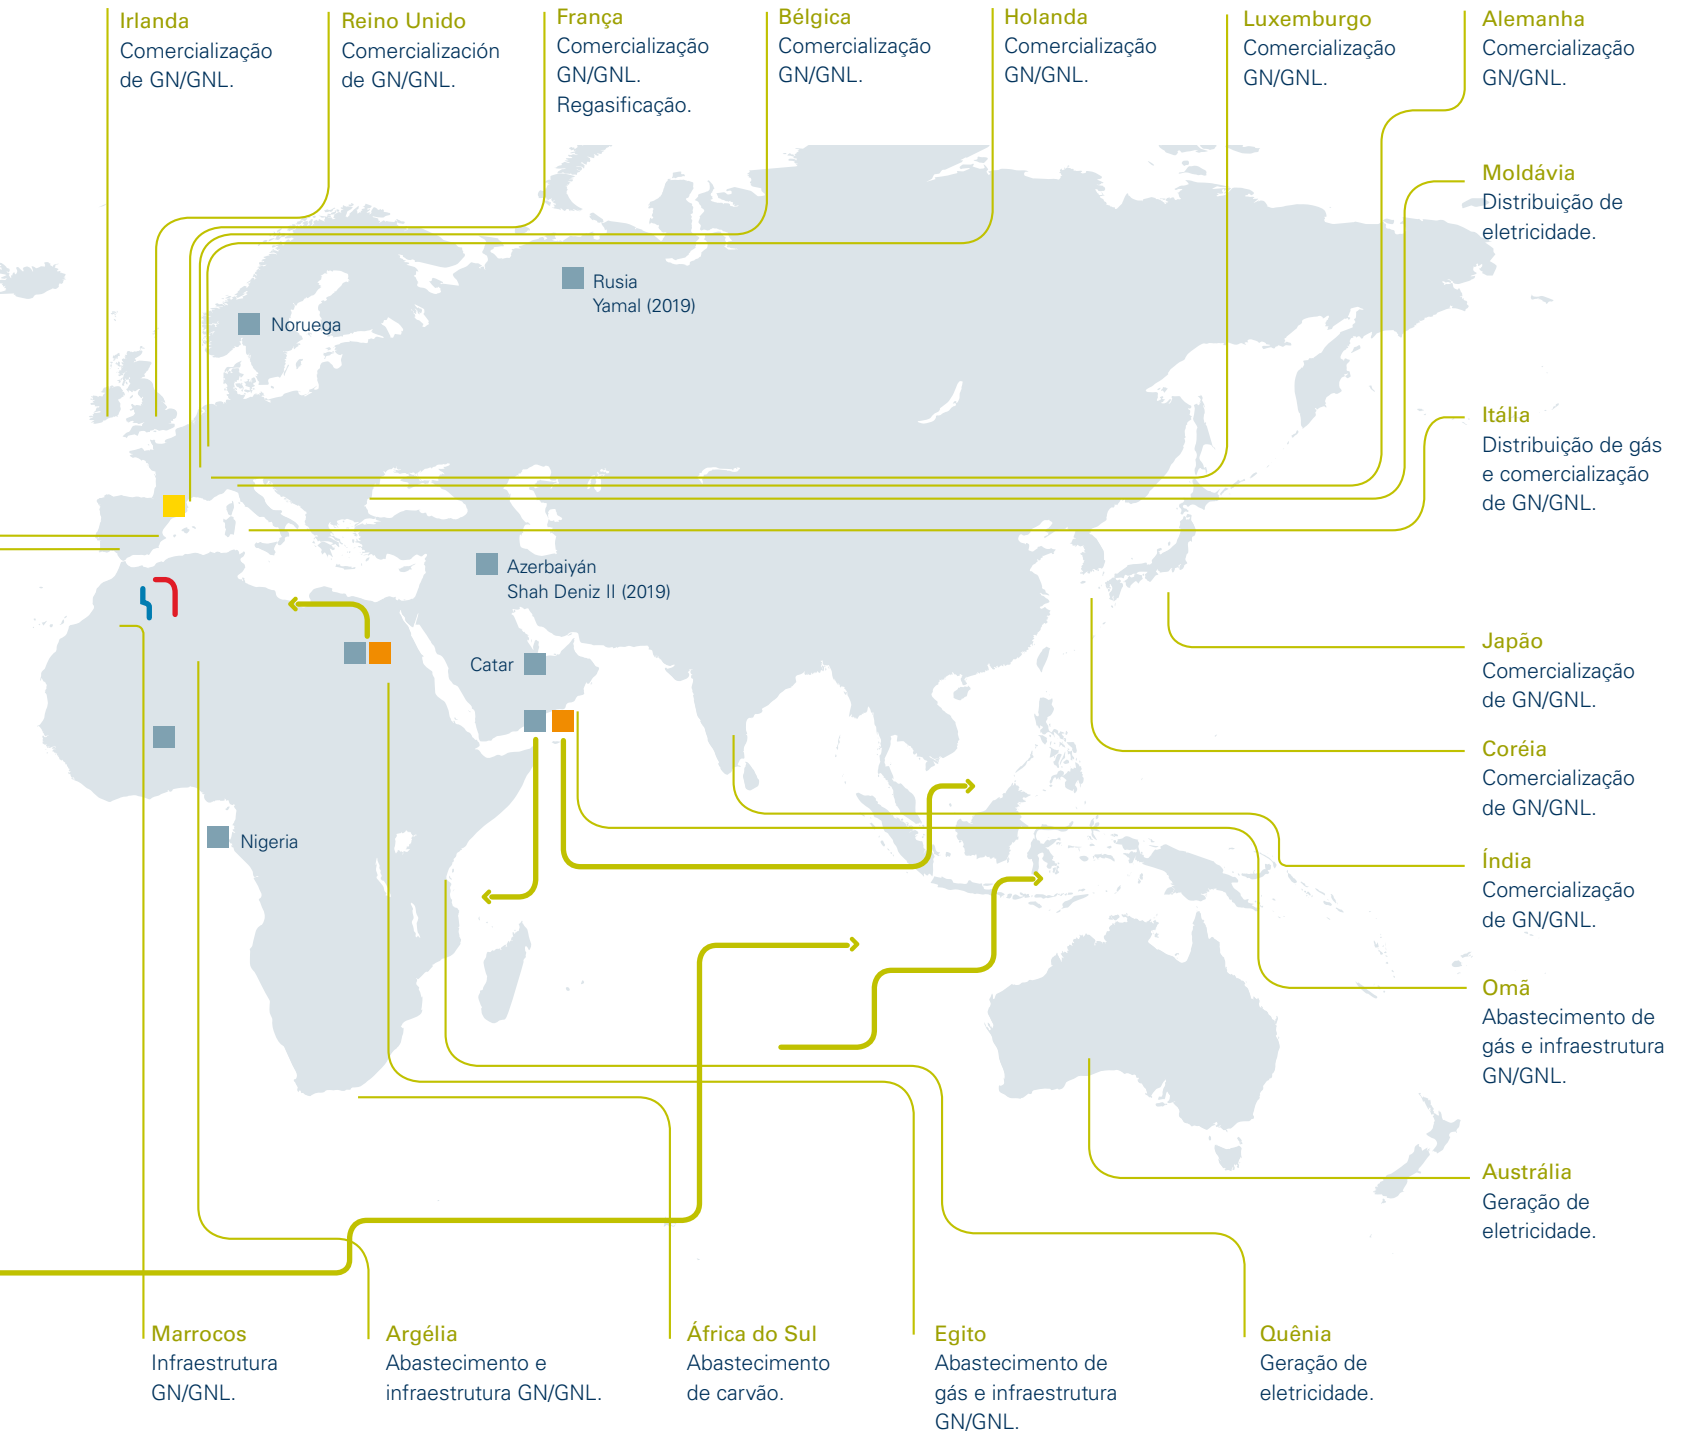 Irlanda
Comercialização
de GN/GNL.
Reino Unido
Comercialización
de GN/GNL.
França
Comercialização
GN/GNL.
Regasificação.
Bélgica
Comercialização
GN/GNL.
Holanda
Comercialização
GN/GNL.
Luxemburgo
Comercialização
GN/GNL.
Alemanha
Comercialização
GN/GNL.
Moldávia
Distribuição de
eletricidade.
Rusia
Yamal (2019)
Noruega
Itália
Distribuição de gás
e comercialização
de GN/GNL.
Azerbaiyán
Shah Deniz II (2019)
Catar
Japão
Comercialização
de GN/GNL.
Coréia
Comercialização
de GN/GNL.
Nigeria
Índia
Comercialização
de GN/GNL.
Omã
Abastecimento de
gás e infraestrutura
GN/GNL.
Austrália
Geração de
eletricidade.
Marrocos
Infraestrutura
GN/GNL.
Argélia
Abastecimento e
infraestrutura GN/GNL.
África do Sul
Abastecimento
de carvão.
Egito
Abastecimento de
gás e infraestrutura
GN/GNL.
Quênia
Geração de
eletricidade.